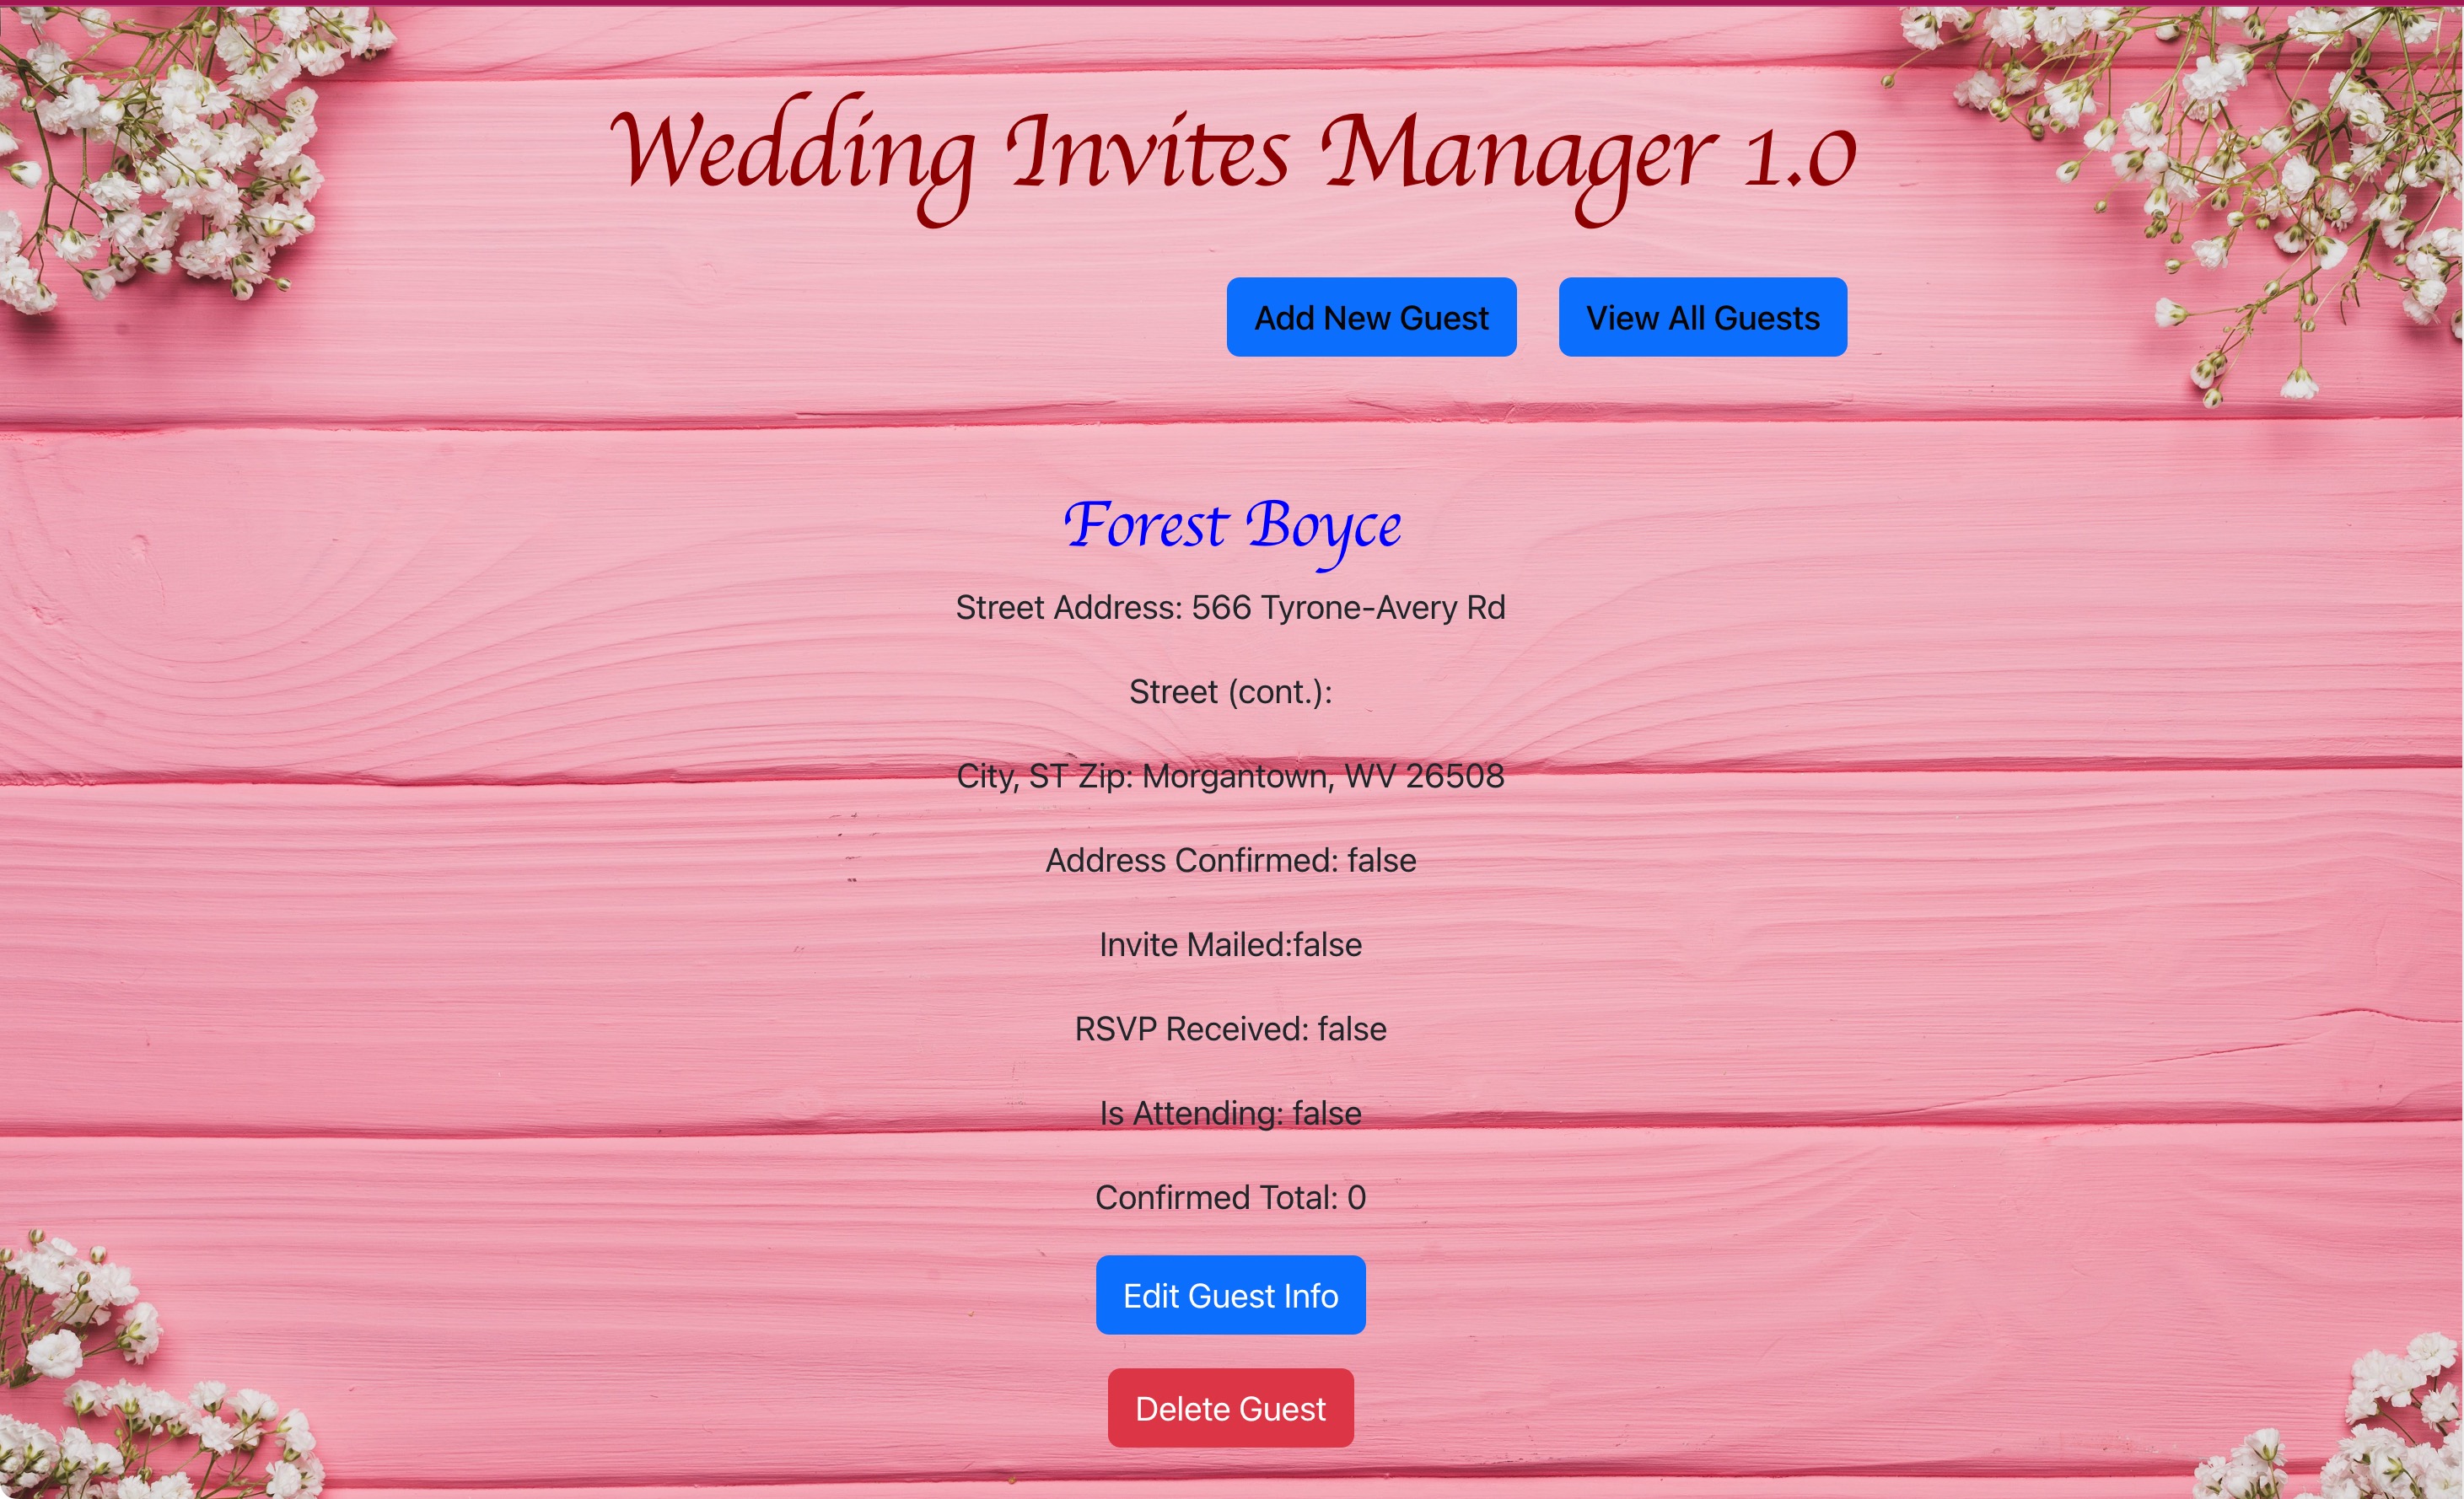 Wedding Invites Manager 1.0
Add New Guest View All Guests
Forest Boyce
Street Address: 566 Tyrone-Avery Rd
Street (cont.):
City, ST Zip: Morgantown, WV 26508
Address Confirmed: false
Invite Mailed:false
RSVP Received: false
Is Attending: false
Confirmed Total: 0
Edit Guest Info
Delete Guest